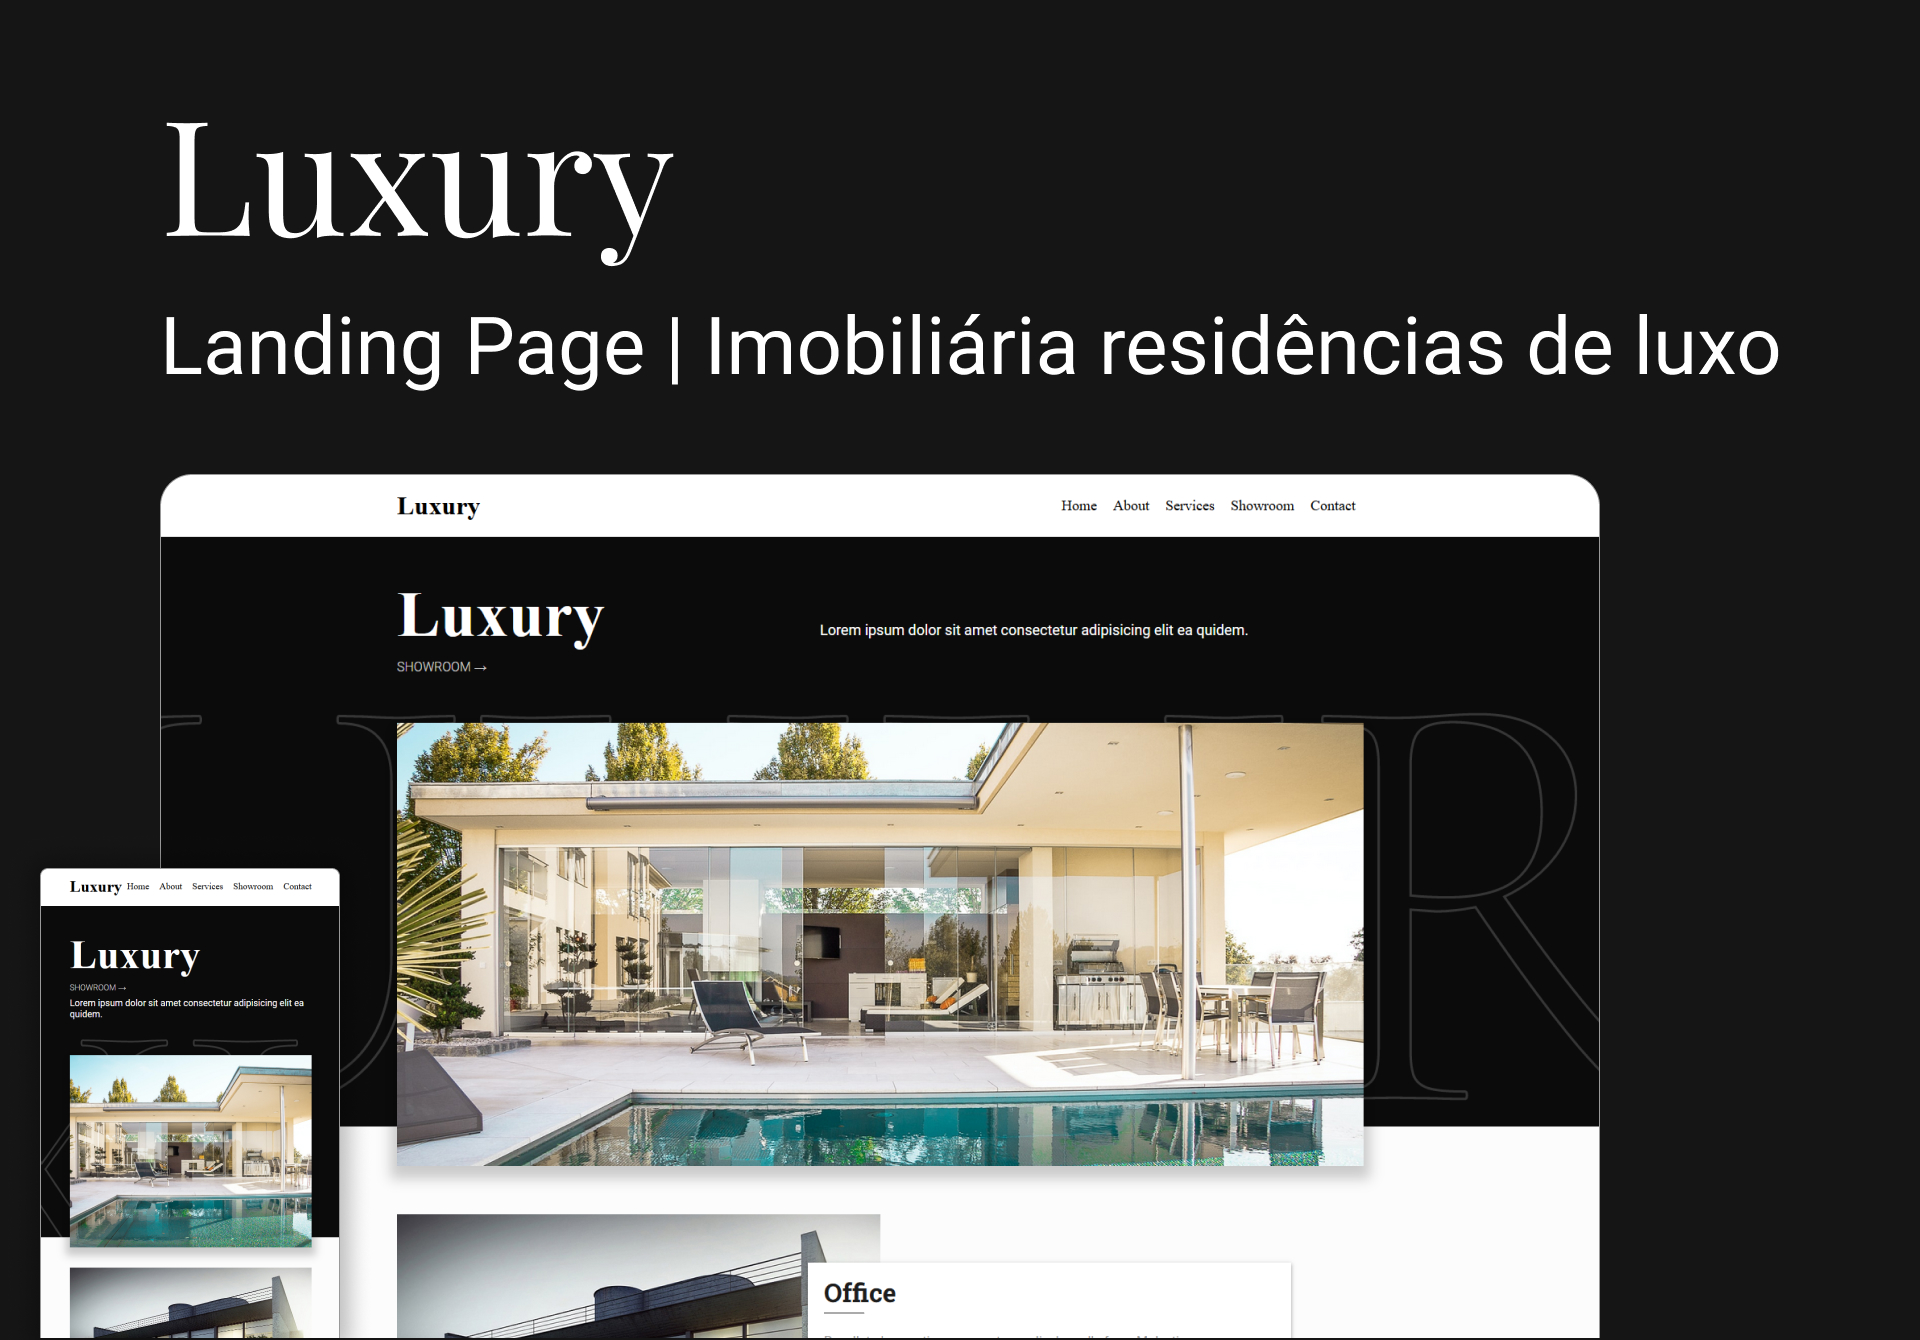 Luxury
Landing Page | Imobiliária residências de luxo
Luxury
Home About Services Showroom Contact
Luxury
Lorem ipsum dolor sit amet consectetur adipisicing elit ea quidem.
SHOWROOM →
Luxury Home About Services Showroom Contact
Luxury
SHOWROOM →
Lorem ipsum dolor sit amet consectetur adipisicing elit ea
quidem.
Office